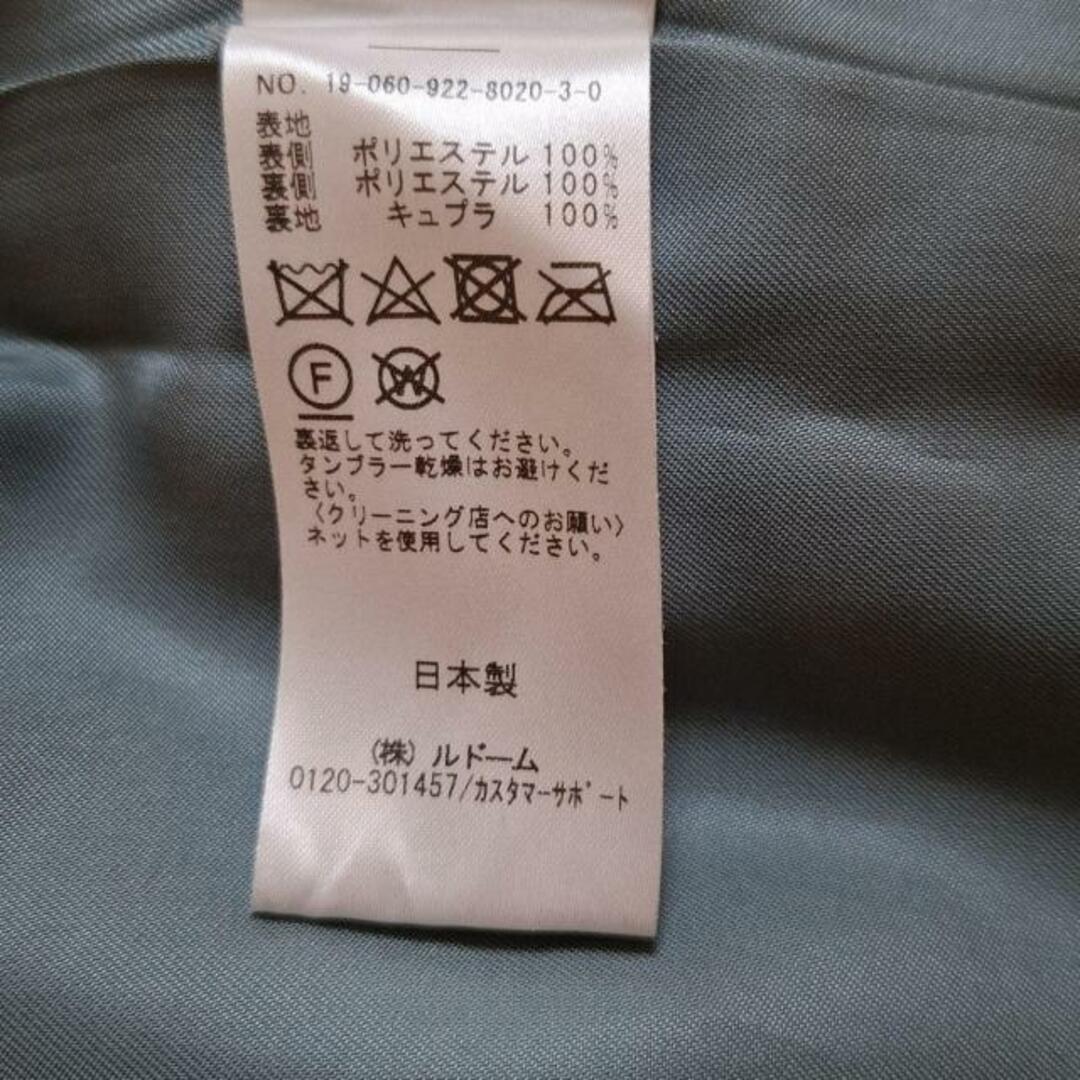 NO. 19-060-922-8020-3-0
表地
表側 ポリエステル 100%
裏側 ポリエステル 100%
裏地 キュプラ 100%
F
W
裏返して洗ってください。
タンブラー乾燥はお避けくだ
さい。
〈クリーニング店へのお願い〉
ネットを使用してください。
日本製
(株)ルドーム
0120-301457/カスタマーサポート